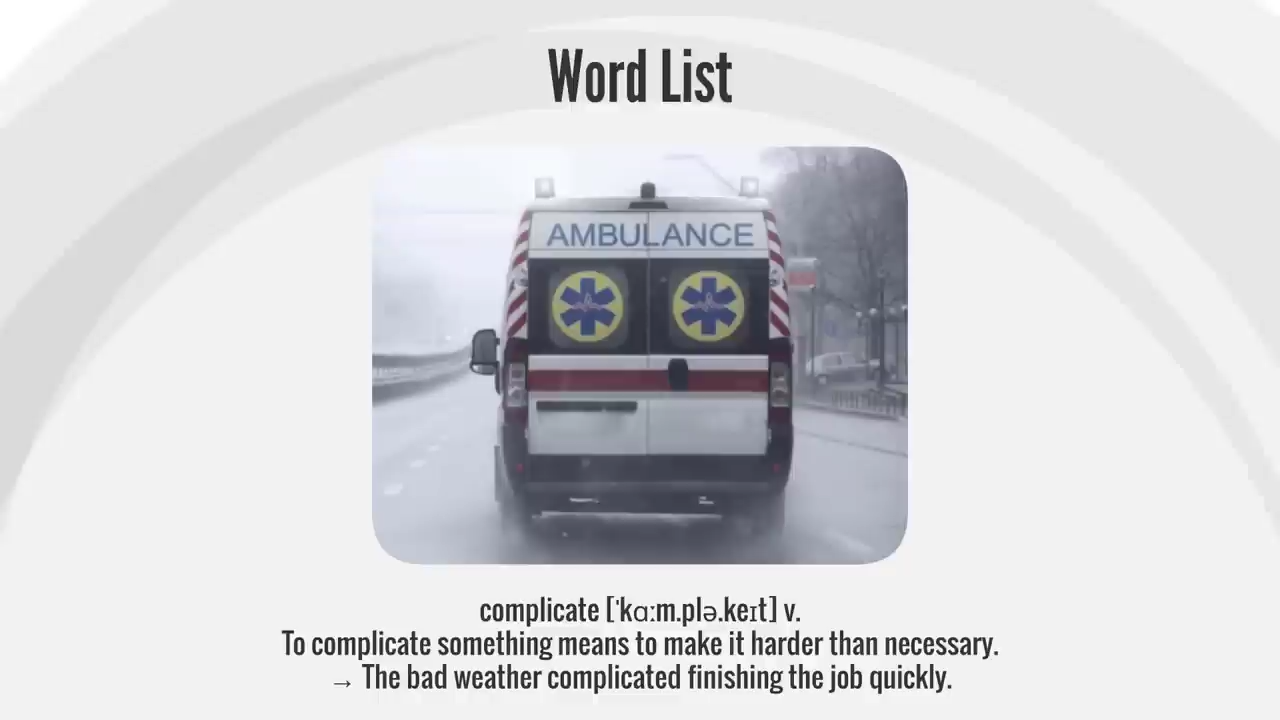 Word List
AMBULANCE
complicate [ˈkɑːm.plə.keɪt] v.
To complicate something means to make it harder than necessary.
→ The bad weather complicated finishing the job quickly.